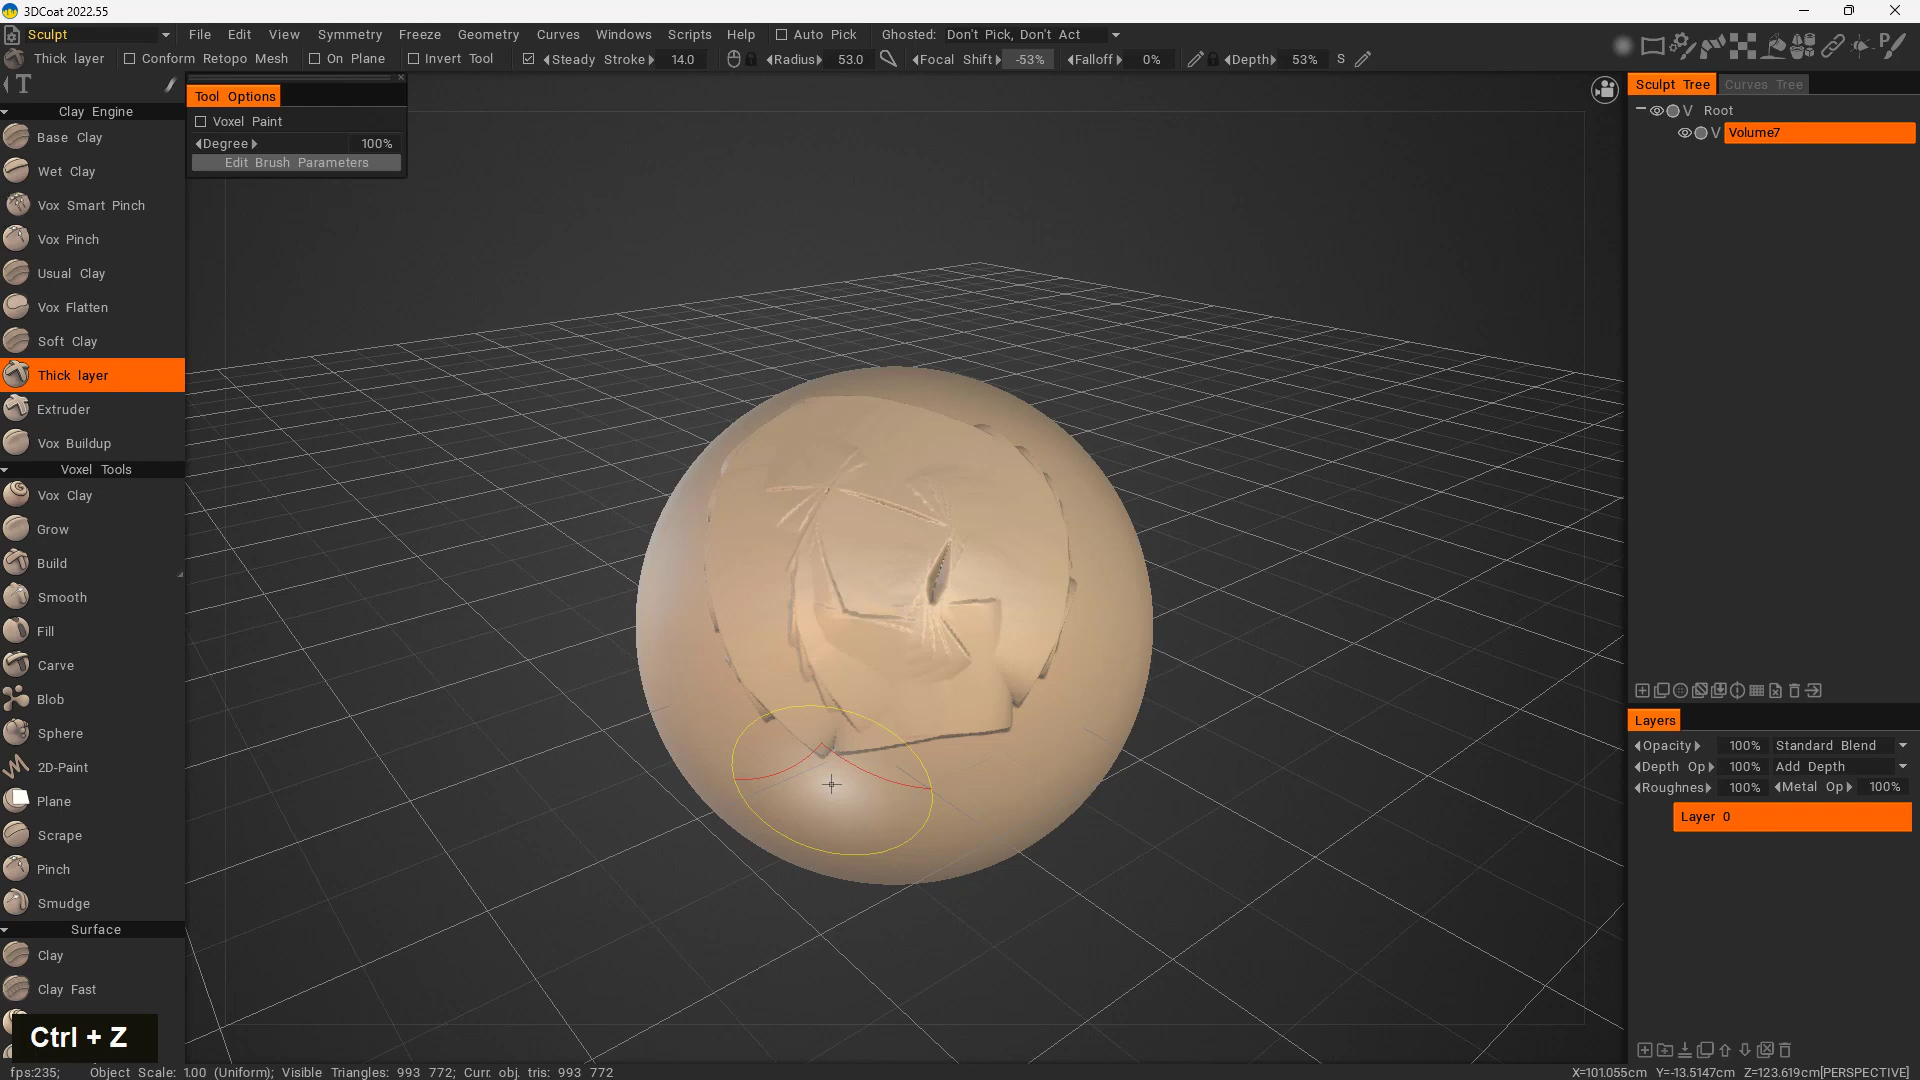 3DCoat 2022.55
Sculpt File Edit View Symmetry Freeze Geometry Curves Windows Scripts Help Auto Pick Ghosted: Don't Pick, Don't Act
Thick layer Conform Retopo Mesh On Plane Invert Tool Steady Stroke 14.0 Radius 53.0 Focal Shift -53% Falloff 0% Depth 53% S
T
Tool Options
Voxel Paint
Degree 100%
Edit Brush Parameters
Clay Engine
Base Clay
Wet Clay
Vox Smart Pinch
Vox Pinch
Usual Clay
Vox Flatten
Soft Clay
Thick layer
Extruder
Vox Buildup
Voxel Tools
Vox Clay
Grow
Build
Smooth
Fill
Carve
Blob
Sphere
2D-Paint
Plane
Scrape
Pinch
Smudge
Surface
Clay
Clay Fast
Ctrl + Z
Sculpt Tree Curves Tree
V Root
V Volume7
Layers
Opacity 100% Standard Blend
Depth Op 100% Add Depth
Roughness 100% Metal Op 100%
Layer 0
fps:235; Object Scale: 1.00 (Uniform); Visible Triangles: 993 772; Curr. obj. tris: 993 772
X=101.055cm Y=-13.5147cm Z=123.619cm[PERSPECTIVE]